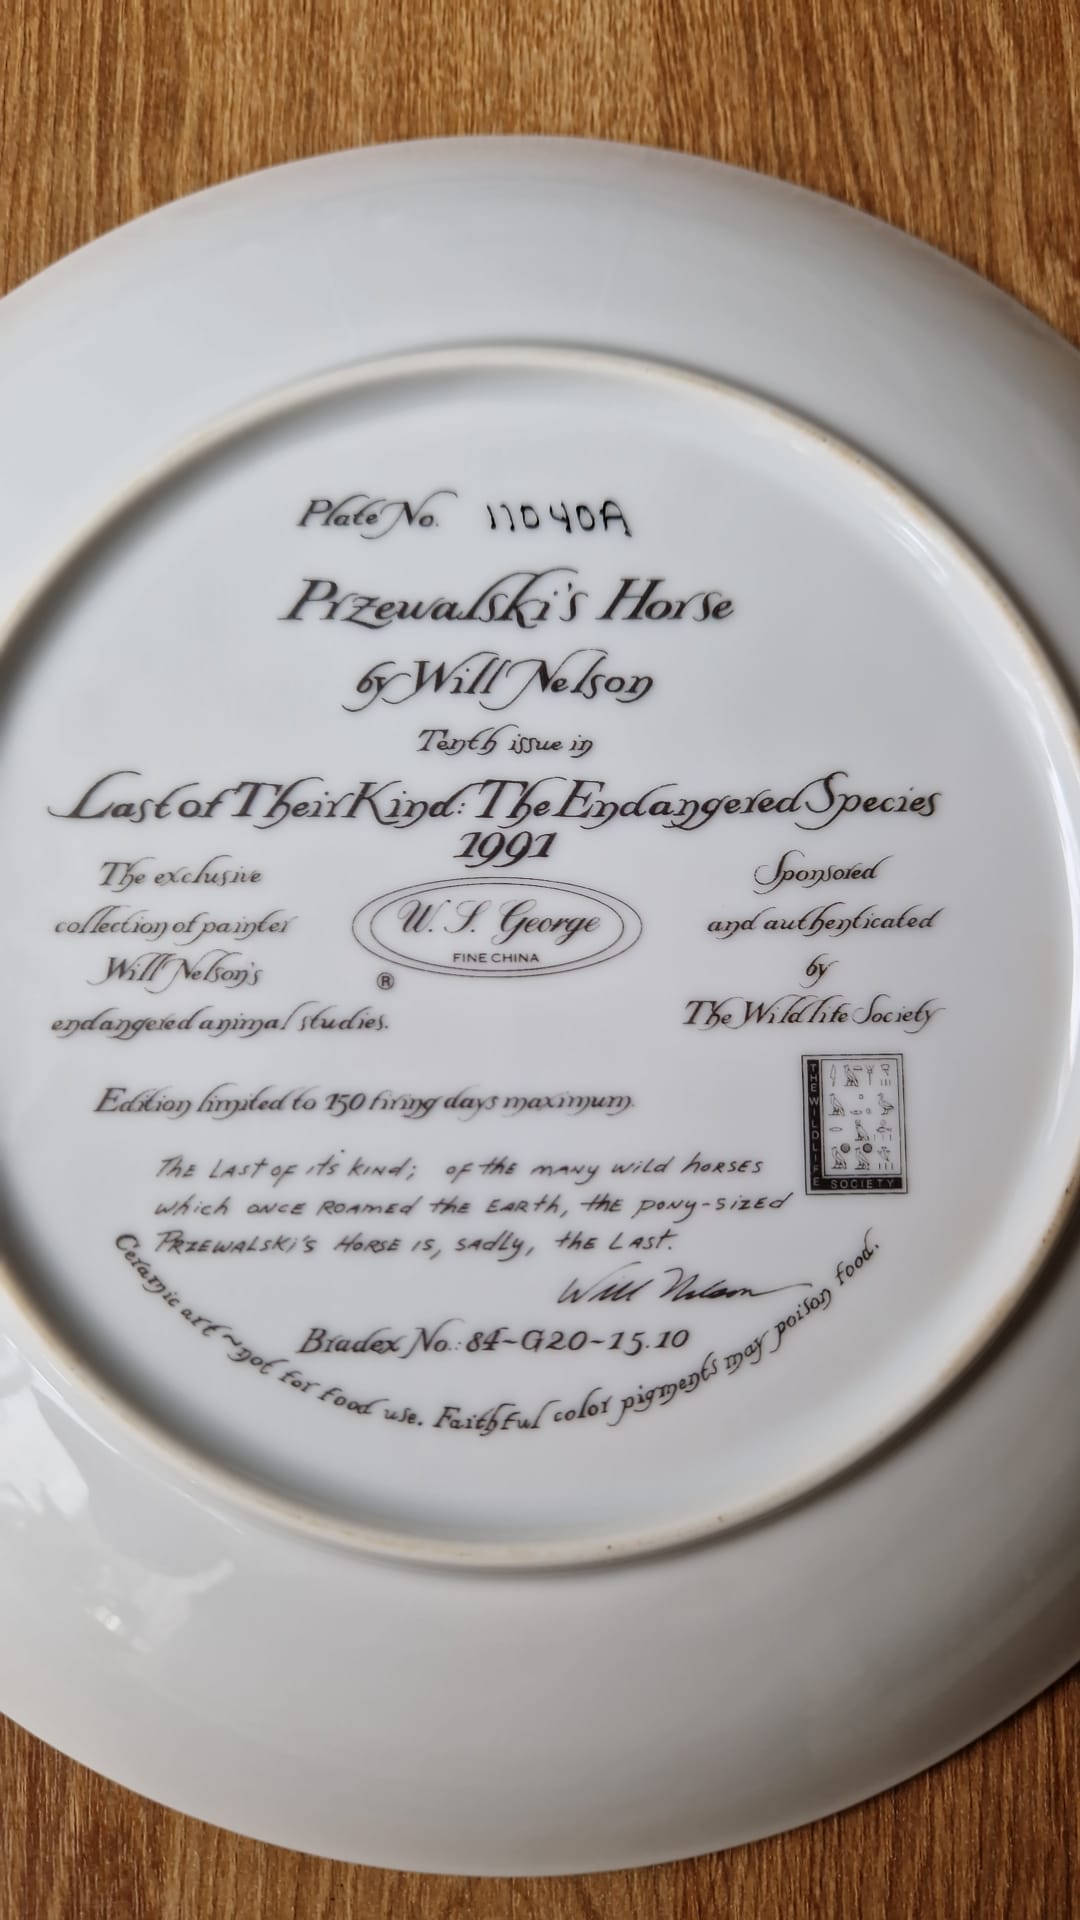 Plate No. 11040A
Przewalski's Horse
by Will Nelson
Tenth issue in
Last of Their Kind: The Endangered Species
1991
The exclusive
collection of painter
Will Nelson's
endangered animal studies.
W. S. George
FINE CHINA
®
Sponsored
and authenticated
by
The Wildlife Society
THE WILDLIFE
SOCIETY
Edition limited to 150 firing days maximum.
THE LAST OF its KIND; OF the MANY WILD HORSES
which ONCE ROAMED the EARTH, the PONY-SIZED
PRZEWALSKI'S HORSE IS, SADLY, the LAST.
Will Nelson
Bradex No.: 84-G20-15.10
Ceramic art ~ not for food use. Faithful color pigments may poison food.